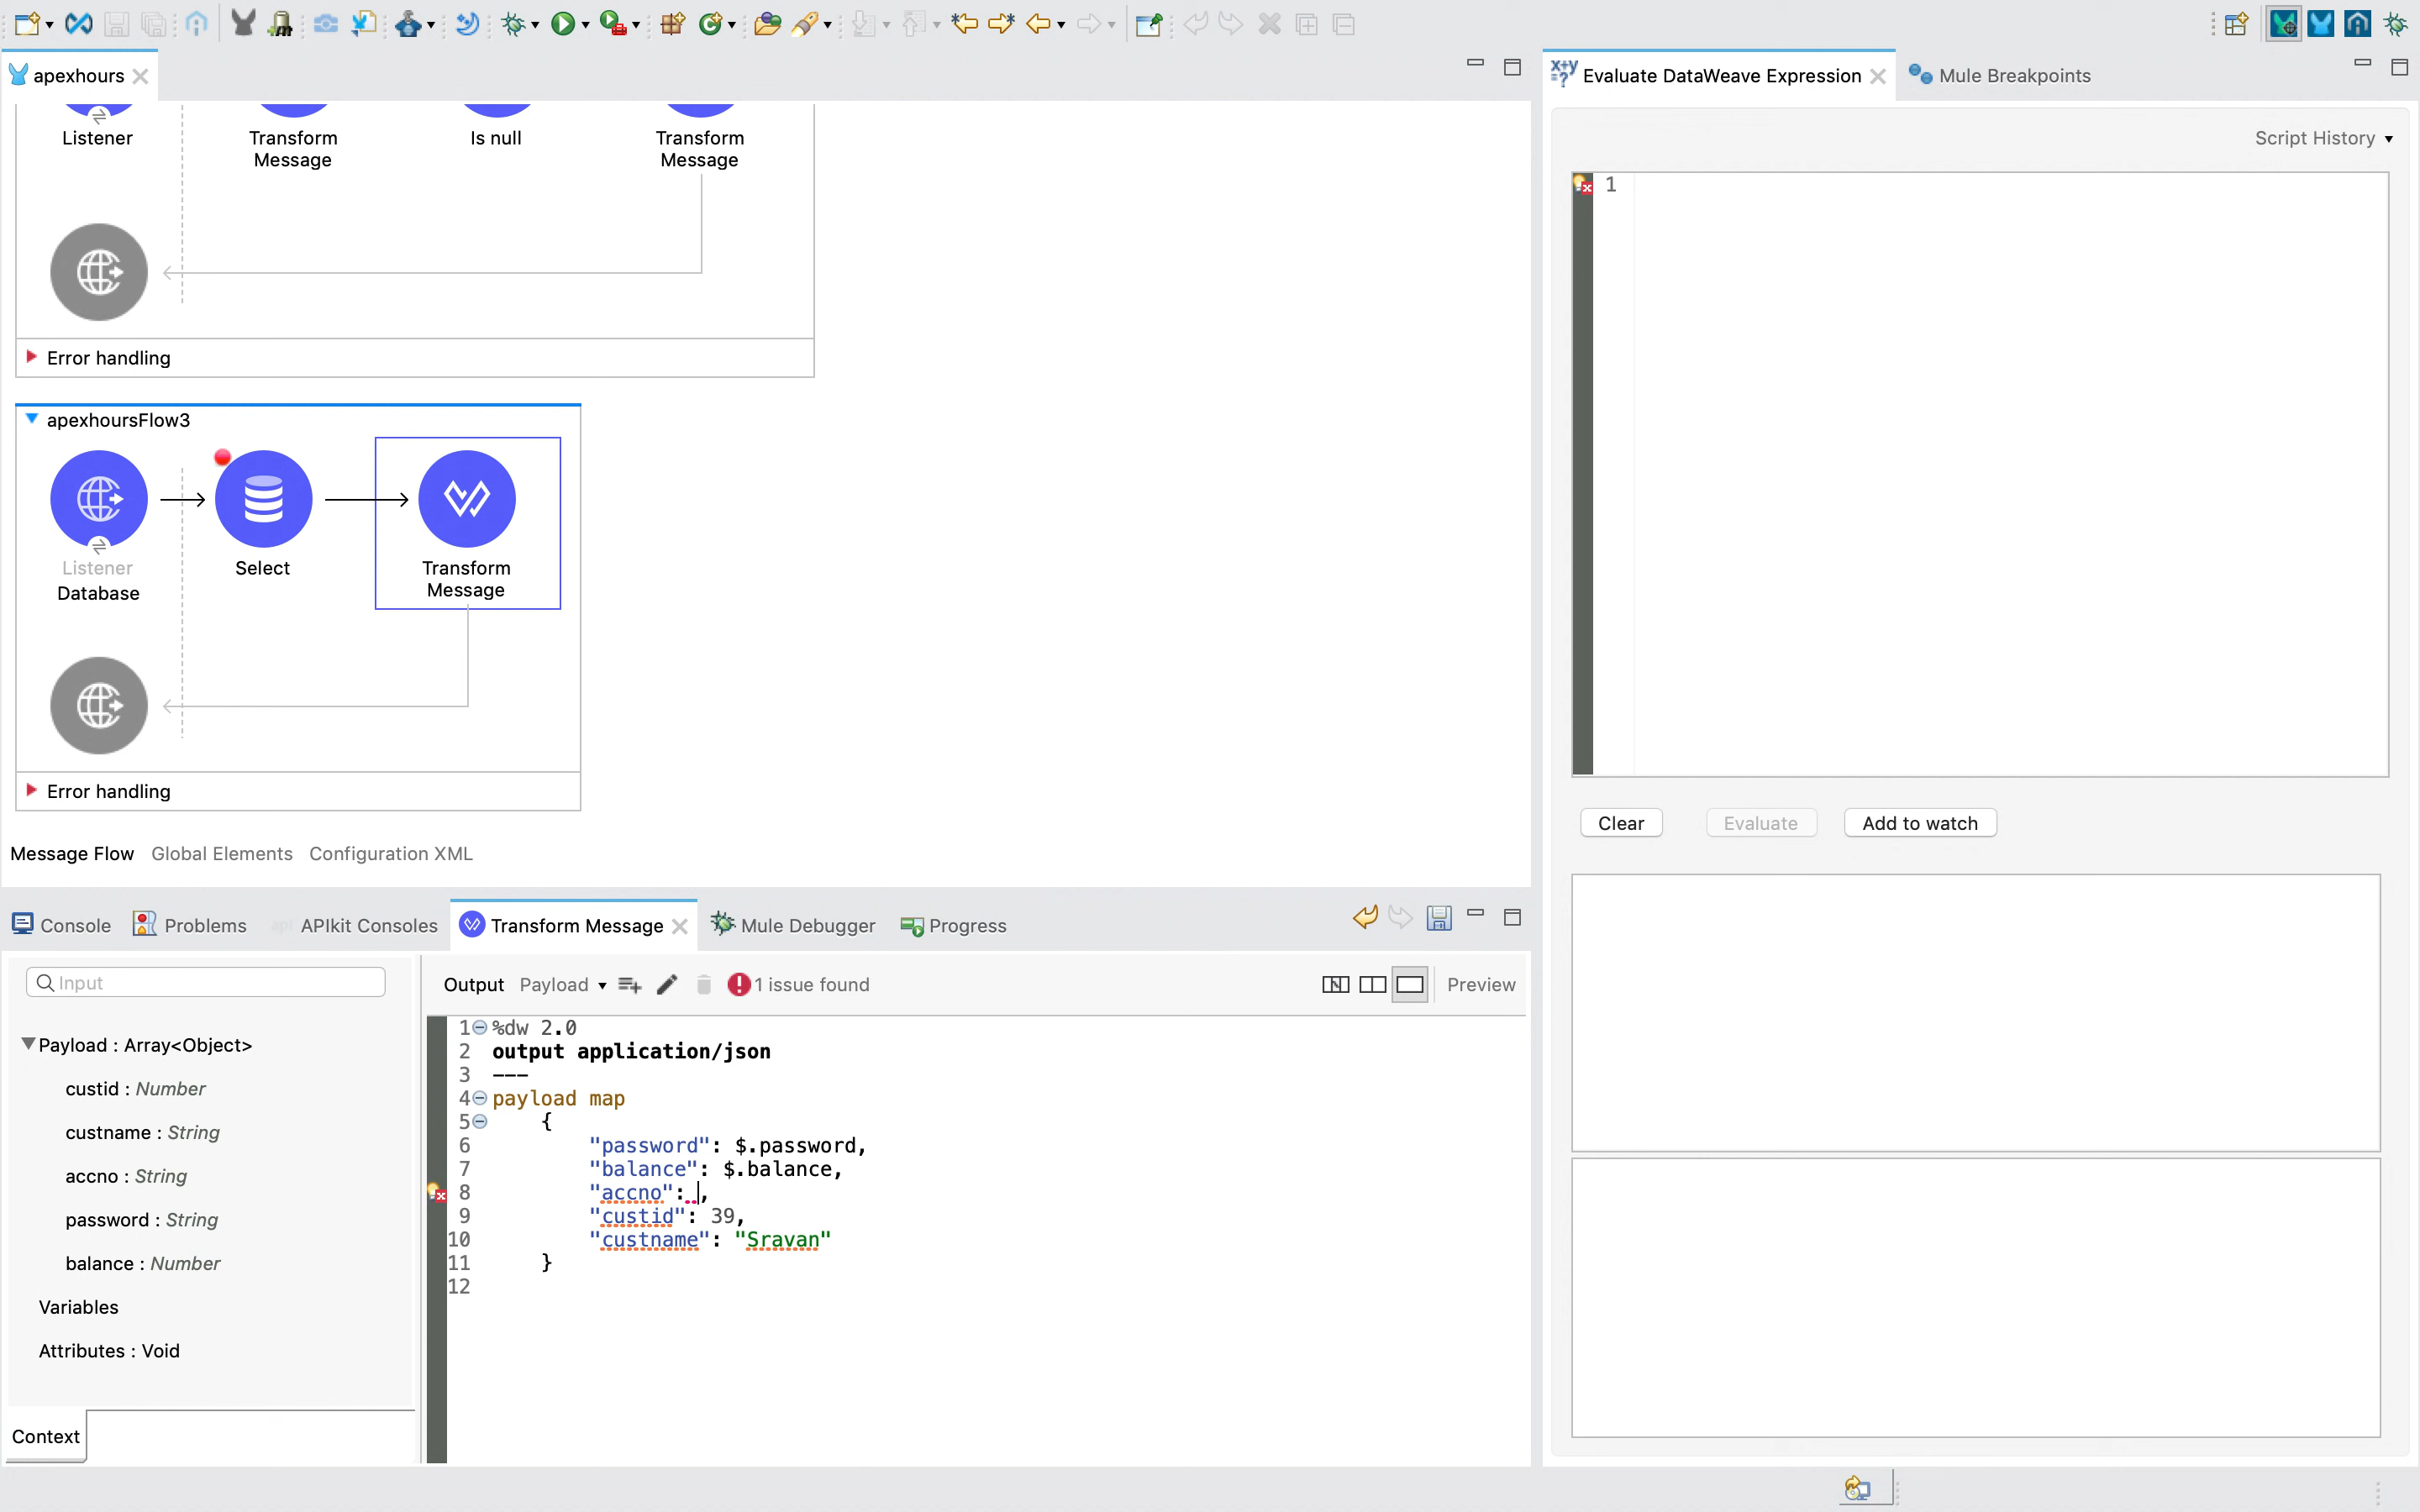 apexhours
Evaluate DataWeave Expression
Mule Breakpoints
Listener
Transform
Message
Is null
Transform
Message
Script History
1
Error handling
apexhoursFlow3
Listener
Database
Select
Transform
Message
Error handling
Message Flow
Global Elements
Configuration XML
Clear
Evaluate
Add to watch
Console
Problems
APIkit Consoles
Transform Message
Mule Debugger
Progress
Input
Output
Payload
1 issue found
Preview
Payload : Array<Object>
custid : Number
custname : String
accno : String
password : String
balance : Number
Variables
Attributes : Void
Context
1 %dw 2.0
2 output application/json
3 ---
4 payload map
5 {
6 "password": $.password,
7 "balance": $.balance,
8 "accno": ,
9 "custid": 39,
10 "custname": "Sravan"
11 }
12